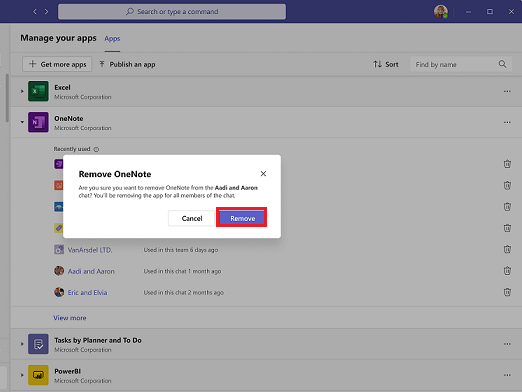 Search or type a command
Manage your apps Apps
Get more apps Publish an app Sort Find by name
Excel
Microsoft Corporation
OneNote
Microsoft Corporation
Recently used
Remove OneNote
Are you sure you want to remove OneNote from the Aadi and Aaron
chat? You'll be removing the app for all members of the chat.
Cancel Remove
VanArsdel LTD. Used in this team 6 days ago
Aadi and Aaron Used in this chat 1 month ago
Eric and Elvia Used in this chat 2 months ago
View more
Tasks by Planner and To Do
Microsoft Corporation
PowerBI
Microsoft Corporation